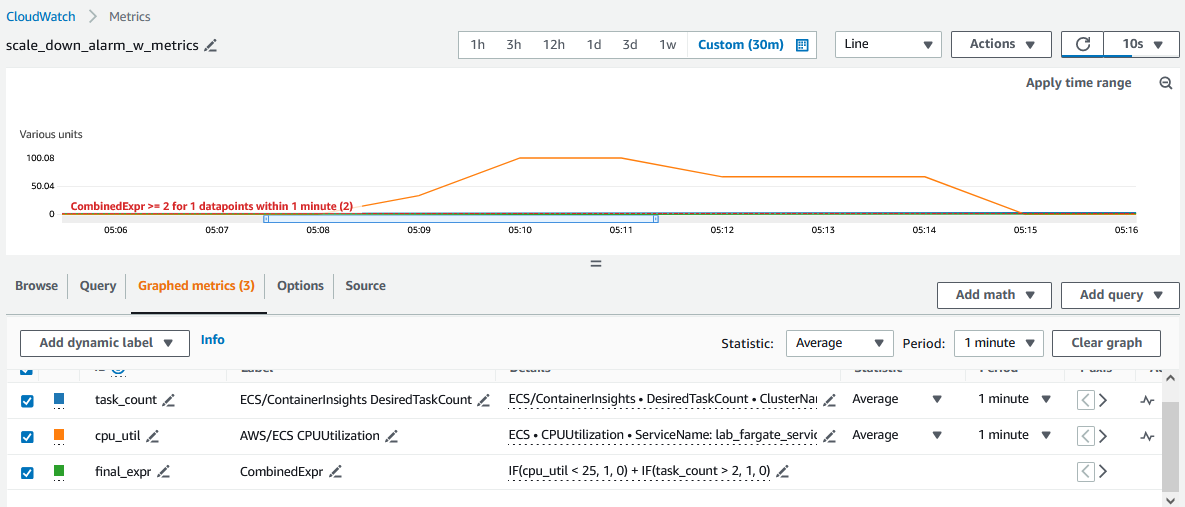 CloudWatch > Metrics
scale_down_alarm_w_metrics
1h 3h 12h 1d 3d 1w Custom (30m)
Line
Actions
10s
Apply time range
Various units
100.08
50.04
0
CombinedExpr >= 2 for 1 datapoints within 1 minute (2)
05:06 05:07 05:08 05:09 05:10 05:11 05:12 05:13 05:14 05:15 05:16
Browse Query Graphed metrics (3) Options Source
Add math Add query
Add dynamic label Info Statistic: Average Period: 1 minute Clear graph
ID Label Details Statistic Period Y axis
task_count ECS/ContainerInsights DesiredTaskCount ECS/ContainerInsights • DesiredTaskCount • ClusterNa Average 1 minute < >
cpu_util AWS/ECS CPUUtilization ECS • CPUUtilization • ServiceName: lab_fargate_servic Average 1 minute < >
final_expr CombinedExpr IF(cpu_util < 25, 1, 0) + IF(task_count > 2, 1, 0) < >